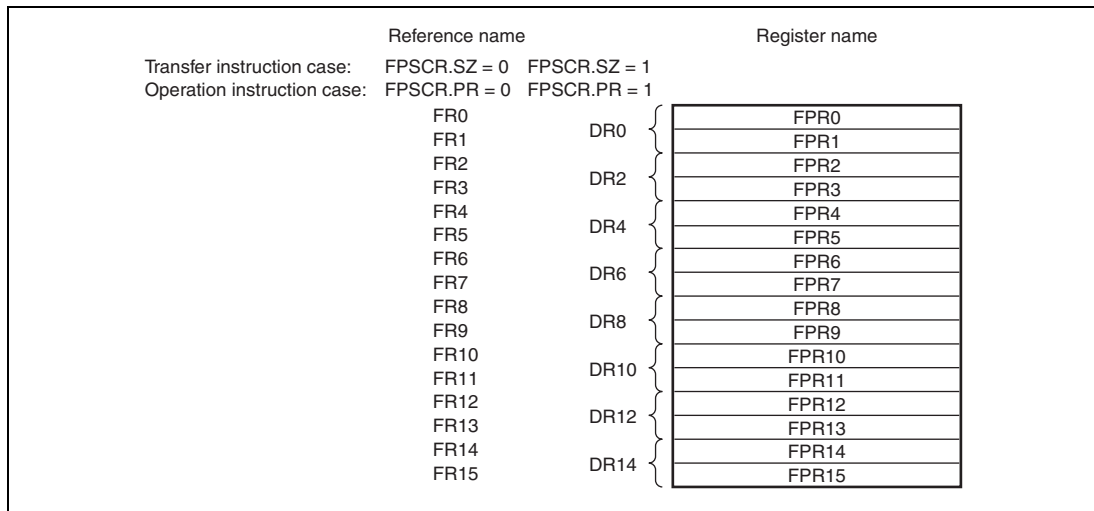 Reference name Register name
Transfer instruction case: FPSCR.SZ = 0 FPSCR.SZ = 1
Operation instruction case: FPSCR.PR = 0 FPSCR.PR = 1
FR0 DR0 FPR0
FR1 FPR1
FR2 DR2 FPR2
FR3 FPR3
FR4 DR4 FPR4
FR5 FPR5
FR6 DR6 FPR6
FR7 FPR7
FR8 DR8 FPR8
FR9 FPR9
FR10 DR10 FPR10
FR11 FPR11
FR12 DR12 FPR12
FR13 FPR13
FR14 DR14 FPR14
FR15 FPR15